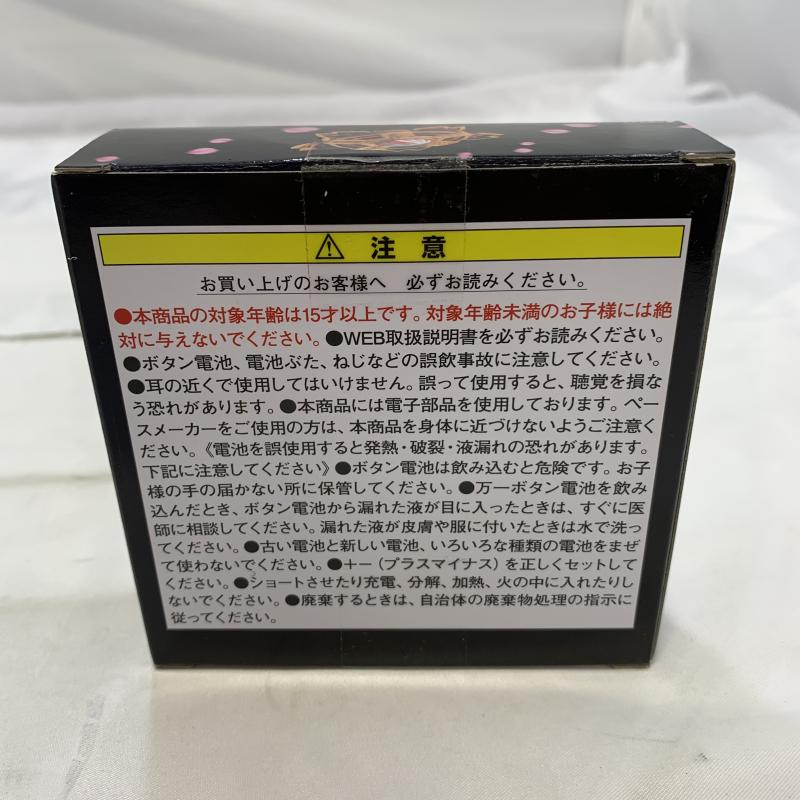 ⚠ 注意
お買い上げのお客様へ 必ずお読みください。
●本商品の対象年齢は15才以上です。対象年齢未満のお子様には絶
対に与えないでください。●WEB取扱説明書を必ずお読みください。
●ボタン電池、電池ぶた、ねじなどの誤飲事故に注意してください。
●耳の近くで使用してはいけません。誤って使用すると、聴覚を損な
う恐れがあります。●本商品には電子部品を使用しております。ペー
スメーカーをご使用の方は、本商品を身体に近づけないようご注意く
ださい。《電池を誤使用すると発熱・破裂・液漏れの恐れがあります。
下記に注意してください》●ボタン電池は飲み込むと危険です。お子
様の手の届かない所に保管してください。●万一ボタン電池を飲み
込んだとき、ボタン電池から漏れた液が目に入ったときは、すぐに医
師に相談してください。漏れた液が皮膚や服に付いたときは水で洗っ
てください。●古い電池と新しい電池、いろいろな種類の電池をまぜ
て使わないでください。●+−(プラスマイナス)を正しくセットして
ください。●ショートさせたり充電、分解、加熱、火の中に入れたりし
ないでください。●廃棄するときは、自治体の廃棄物処理の指示に
従ってください。